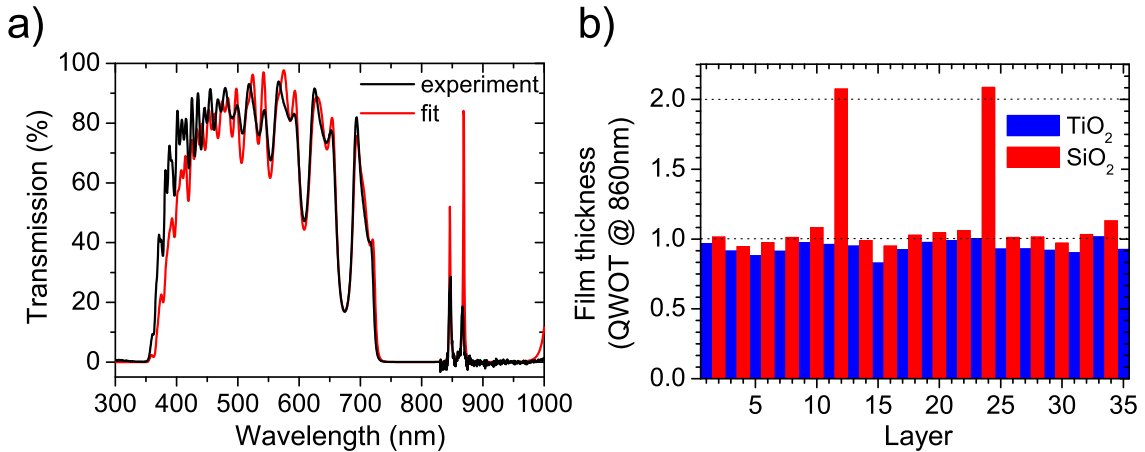 a)
Transmission (%)
100
80
60
40
20
0
experiment
fit
300 400 500 600 700 800 900 1000
Wavelength (nm)
b)
Film thickness
(QWOT @ 860nm)
2.0
1.5
1.0
0.5
0.0
TiO₂
SiO₂
5 10 15 20 25 30 35
Layer